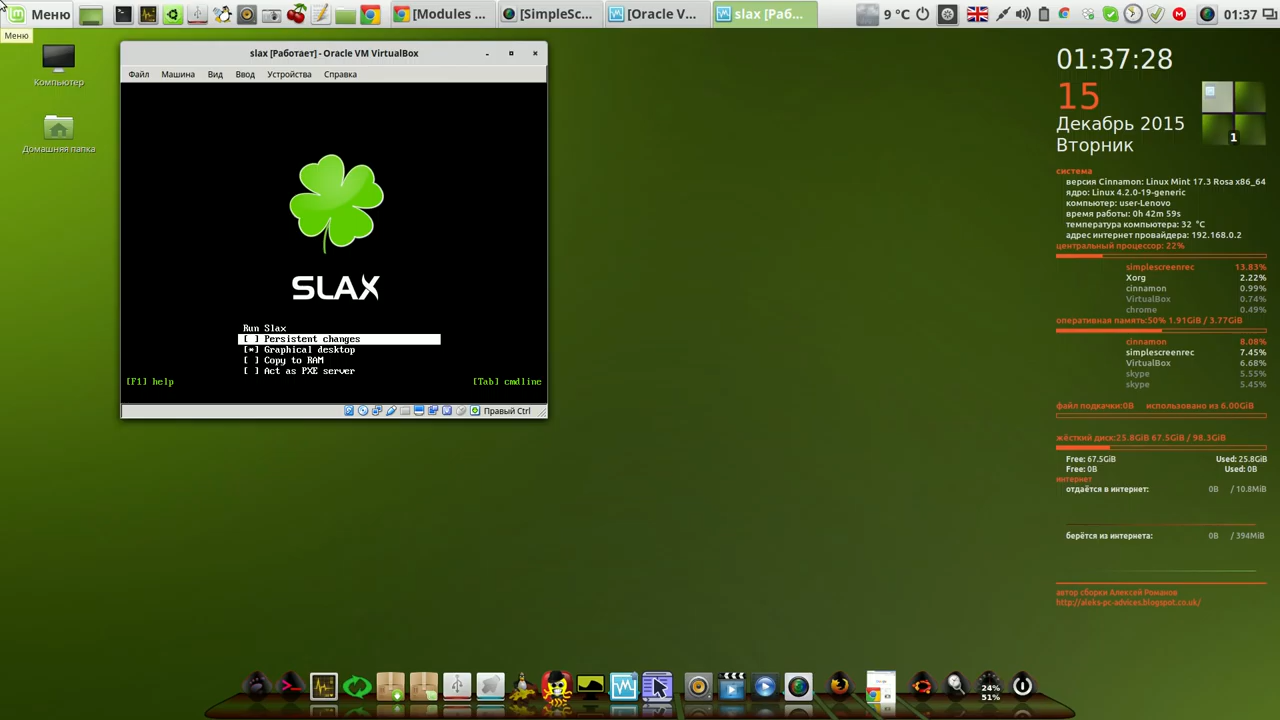 Меню
[Modules ...
[SimpleSc...
[Oracle V...
slax [Раб...
9 °C
01:37
Меню
Компьютер
Домашняя папка
slax [Работает] - Oracle VM VirtualBox
Файл Машина Вид Ввод Устройства Справка
SLAX
Run Slax
[ ] Persistent changes
[*] Graphical desktop
[ ] Copy to RAM
[ ] Act as PXE server
[F1] help [Tab] cmdline
Правый Ctrl
01:37:28
15
Декабрь 2015
Вторник
1
система
версия Cinnamon: Linux Mint 17.3 Rosa x86_64
ядро: Linux 4.2.0-19-generic
компьютер: user-Lenovo
время работы: 0h 42m 59s
температура компьютера: 32 °C
адрес интернет провайдера: 192.168.0.2
центральный процессор: 22%
simplescreenrec 13.83%
Xorg 2.22%
cinnamon 0.99%
VirtualBox 0.74%
chrome 0.49%
оперативная память:50% 1.91GiB / 3.77GiB
cinnamon 8.08%
simplescreenrec 7.45%
VirtualBox 6.68%
skype 5.55%
skype 5.45%
файл подкачки:0B использовано из 6.00GiB
жёсткий диск:25.8GiB 67.5GiB / 98.3GiB
Free: 67.5GiB Used: 25.8GiB
Free: 0B Used: 0B
интернет
отдаётся в интернет: 0B / 10.8MiB
берётся из интернета: 0B / 394MiB
автор сборки Алексей Романов
http://aleks-pc-advices.blogspot.co.uk/
24%
51%